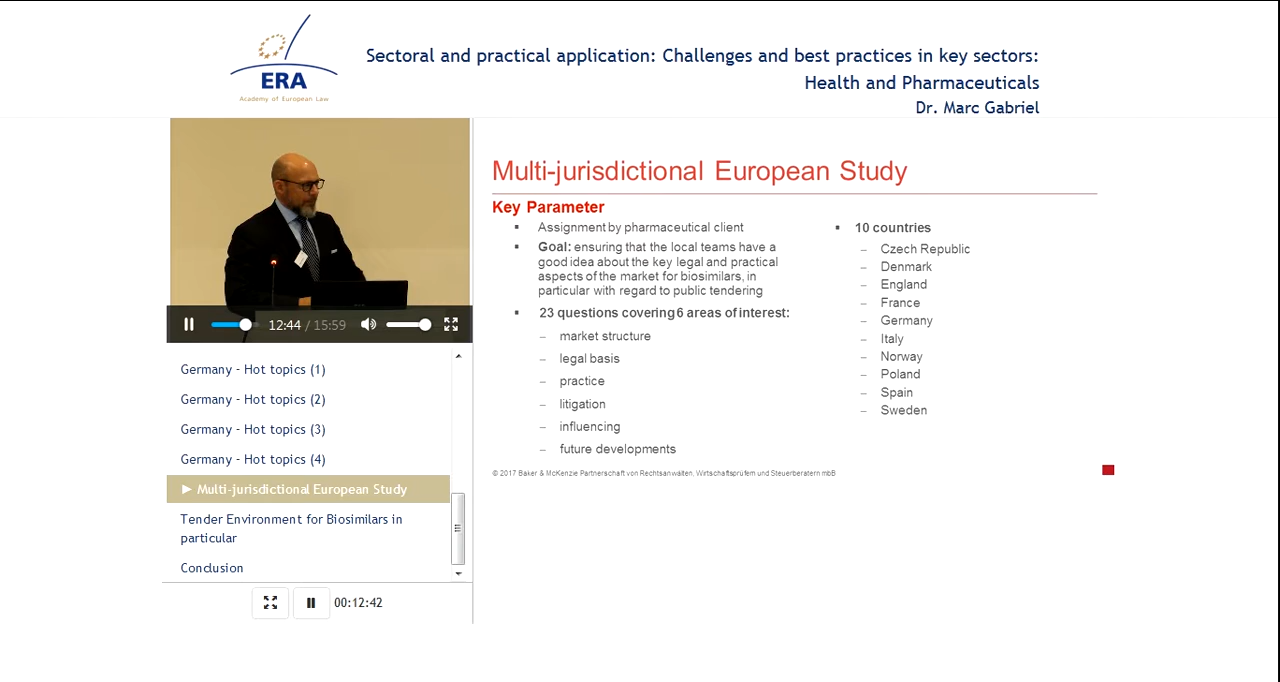 ERA
Academy of European Law
Sectoral and practical application: Challenges and best practices in key sectors:
Health and Pharmaceuticals
Dr. Marc Gabriel
12:44 / 15:59
Germany - Hot topics (1)
Germany - Hot topics (2)
Germany - Hot topics (3)
Germany - Hot topics (4)
► Multi-jurisdictional European Study
Tender Environment for Biosimilars in
particular
Conclusion
00:12:42
Multi-jurisdictional European Study
Key Parameter
▪ Assignment by pharmaceutical client
▪ Goal: ensuring that the local teams have a
good idea about the key legal and practical
aspects of the market for biosimilars, in
particular with regard to public tendering
▪ 23 questions covering 6 areas of interest:
– market structure
– legal basis
– practice
– litigation
– influencing
– future developments
▪ 10 countries
– Czech Republic
– Denmark
– England
– France
– Germany
– Italy
– Norway
– Poland
– Spain
– Sweden
© 2017 Baker & McKenzie Partnerschaft von Rechtsanwälten, Wirtschaftsprüfern und Steuerberatern mbB